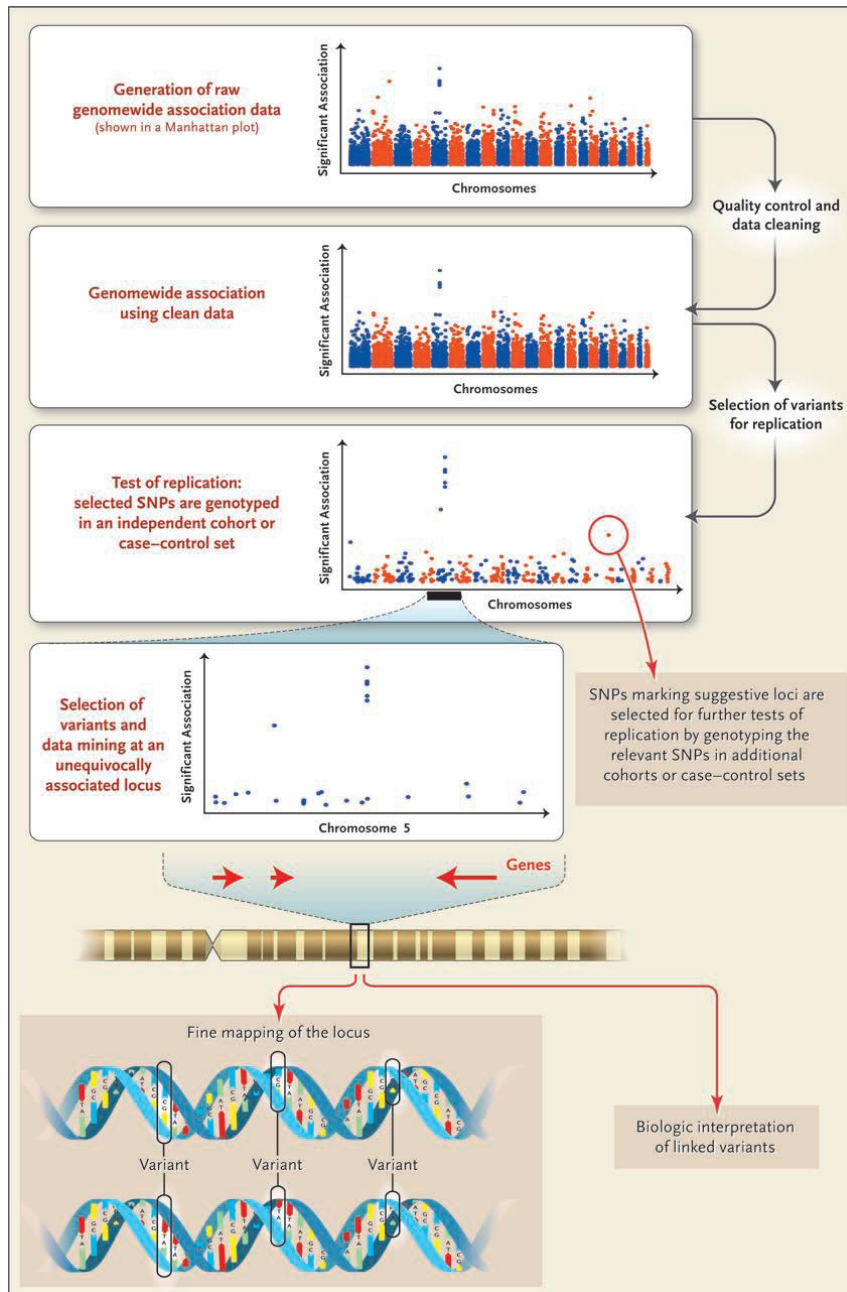 Generation of raw
genomewide association data
(shown in a Manhattan plot)
Significant Association
Chromosomes
Quality control and
data cleaning
Genomewide association
using clean data
Significant Association
Chromosomes
Selection of variants
for replication
Test of replication:
selected SNPs are genotyped
in an independent cohort or
case–control set
Significant Association
Chromosomes
Selection of
variants and
data mining at an
unequivocally
associated locus
Significant Association
Chromosome 5
SNPs marking suggestive loci are
selected for further tests of
replication by genotyping the
relevant SNPs in additional
cohorts or case–control sets
Genes
Fine mapping of the locus
Variant
Variant
Variant
Biologic interpretation
of linked variants